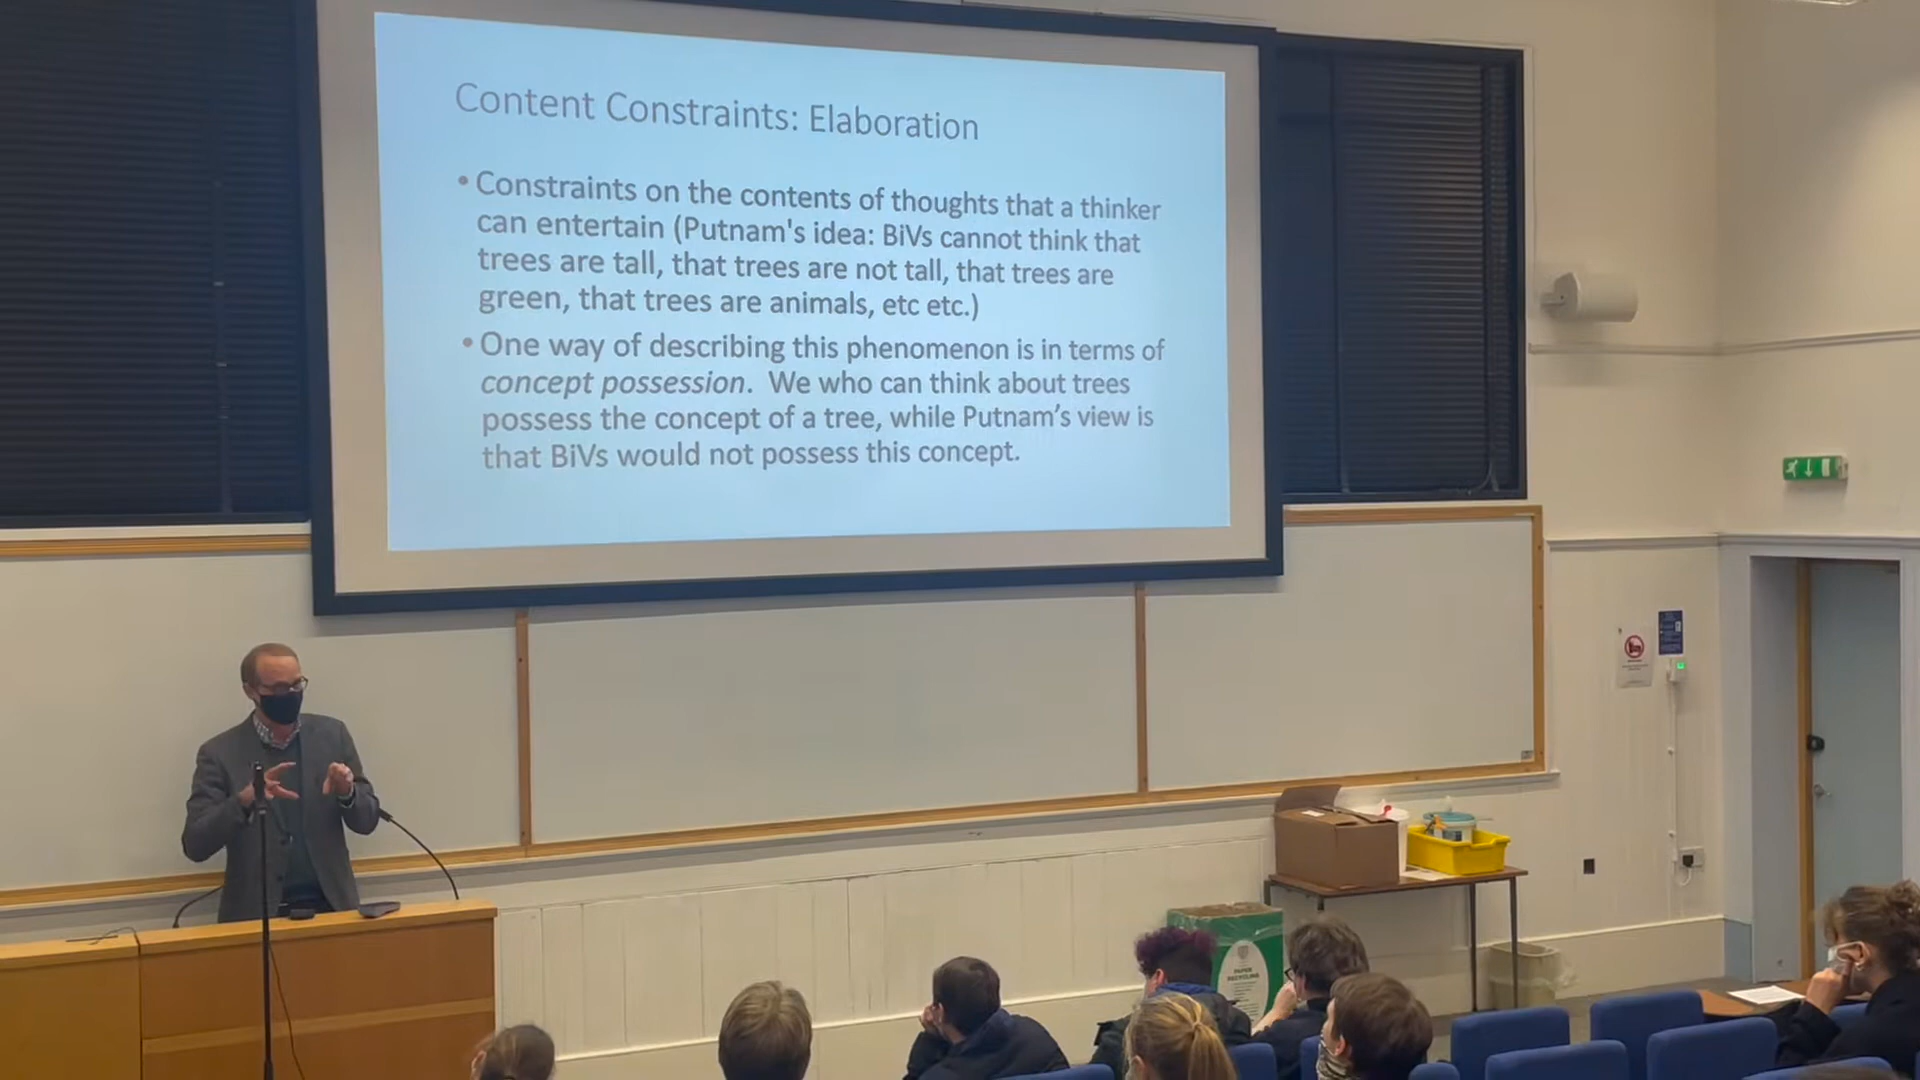 Content Constraints: Elaboration
• Constraints on the contents of thoughts that a thinker
can entertain (Putnam's idea: BiVs cannot think that
trees are tall, that trees are not tall, that trees are
green, that trees are animals, etc etc.)
• One way of describing this phenomenon is in terms of
concept possession. We who can think about trees
possess the concept of a tree, while Putnam’s view is
that BiVs would not possess this concept.
PAPER
RECYCLING